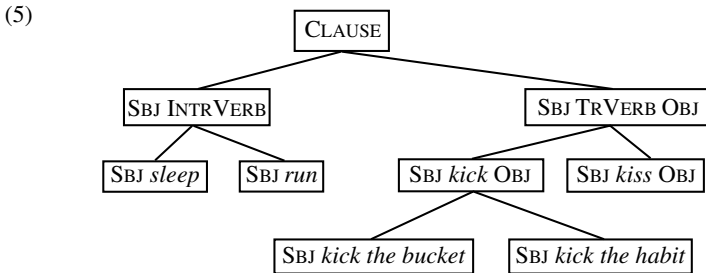 (5)
CLAUSE
SBJ INTRVERB SBJ TRVERB OBJ
SBJ sleep SBJ run SBJ kick OBJ SBJ kiss OBJ
SBJ kick the bucket SBJ kick the habit